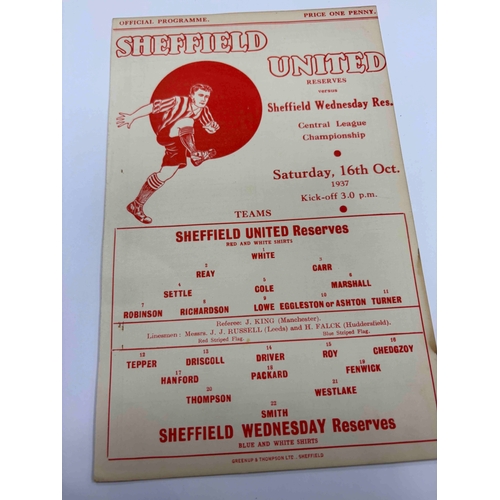 OFFICIAL PROGRAMME. PRICE ONE PENNY.
SHEFFIELD
UNITED
RESERVES
VERSUS
Sheffield Wednesday Res.
Central League
Championship
Saturday, 16th Oct.
1937
Kick-off 3.0 p.m.
TEAMS
SHEFFIELD UNITED Reserves
RED AND WHITE SHIRTS
1
WHITE
2 3
REAY CARR
4 5 6
SETTLE COLE MARSHALL
7 8 9 10 11
ROBINSON RICHARDSON LOWE EGGLESTON or ASHTON TURNER
Referee: J. KING (Manchester).
Linesmen: Messrs. J. J. RUSSELL (Leeds) and H. FALCK (Huddersfield).
Red Striped Flag. Blue Striped Flag.
12 13 14 15 16
TEPPER DRISCOLL DRIVER ROY CHEDGZOY
17 18 19
HANFORD PACKARD FENWICK
20 21
THOMPSON WESTLAKE
22
SMITH
SHEFFIELD WEDNESDAY Reserves
BLUE AND WHITE SHIRTS
GREENUP & THOMPSON LTD. SHEFFIELD